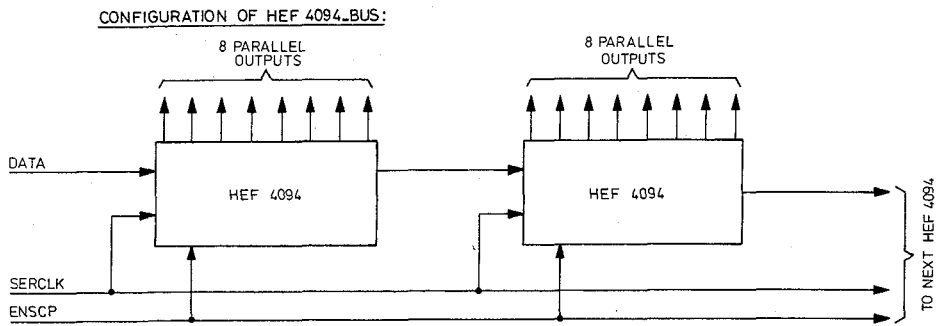 CONFIGURATION OF HEF 4094_BUS:
8 PARALLEL
OUTPUTS
8 PARALLEL
OUTPUTS
DATA
HEF 4094
HEF 4094
SERCLK
ENSCP
TO NEXT HEF 4094